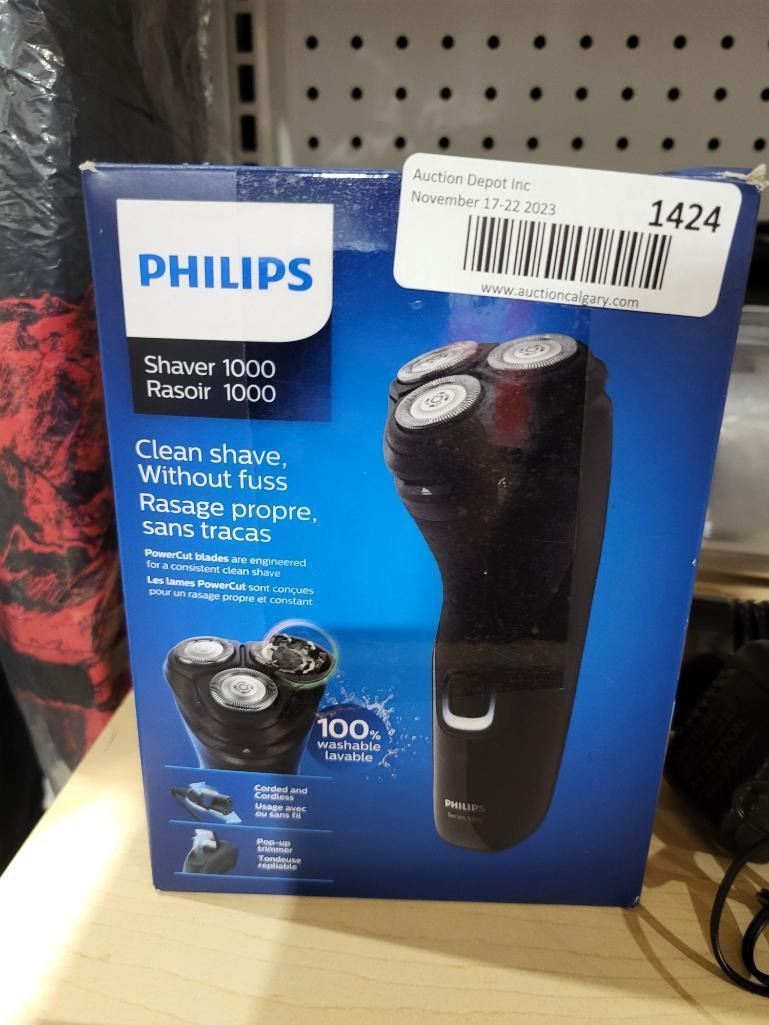 Auction Depot Inc
November 17-22 2023
1424
www.auctioncalgary.com
PHILIPS
Shaver 1000
Rasoir 1000
Clean shave,
Without fuss
Rasage propre,
sans tracas
PowerCut blades are engineered
for a consistent clean shave
Les lames PowerCut sont conçues
pour un rasage propre et constant
100%
washable
lavable
Corded and
Cordless
Usage avec
ou sans fil
Pop-up
trimmer
Tondeuse
repliable
PHILIPS
Series 1000